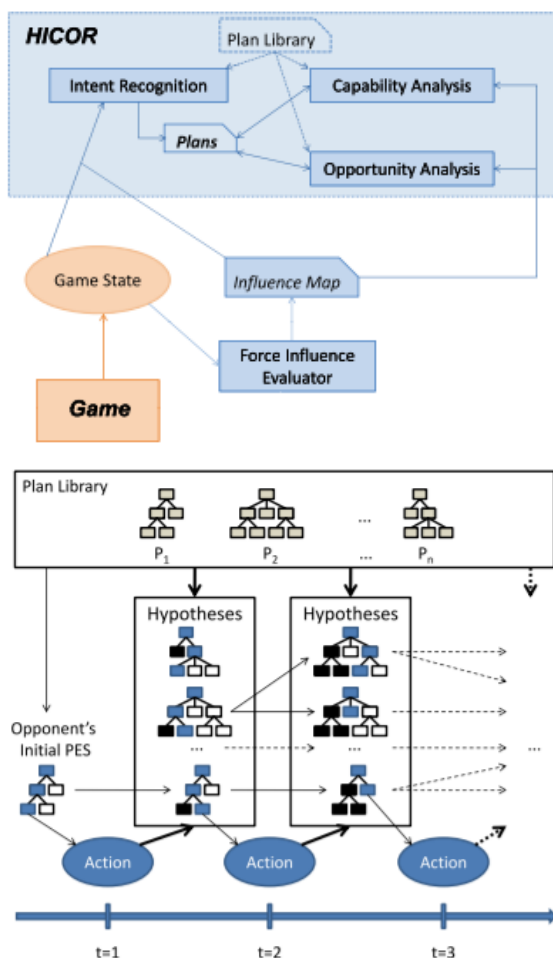 HICOR
Plan Library
Intent Recognition
Capability Analysis
Plans
Opportunity Analysis
Game State
Influence Map
Force Influence
Evaluator
Game
Plan Library
...
P1
P2
...
Pn
Hypotheses
Hypotheses
Opponent's
Initial PES
...
...
...
Action
Action
Action
t=1
t=2
t=3